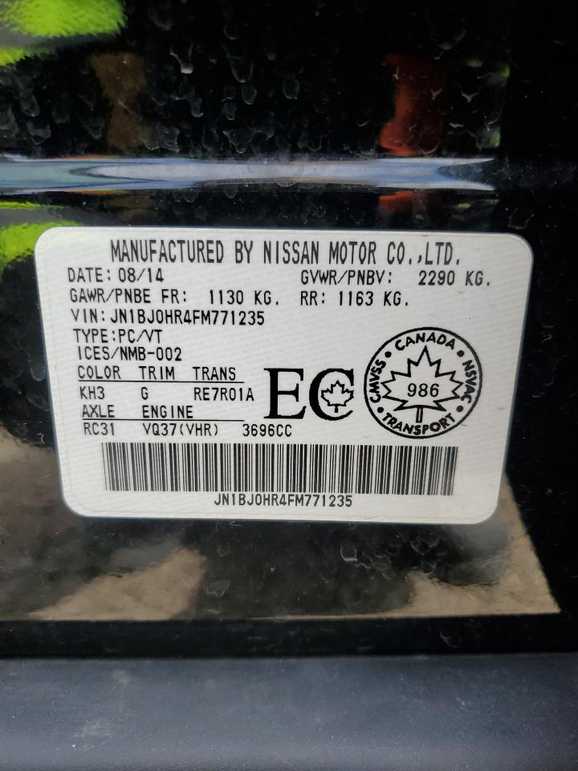 MANUFACTURED BY NISSAN MOTOR CO.,LTD.
DATE: 08/14 GVWR/PNBV: 2290 KG.
GAWR/PNBE FR: 1130 KG. RR: 1163 KG.
VIN: JN1BJ0HR4FM771235
TYPE:PC/VT
ICES/NMB-002
COLOR TRIM TRANS
KH3 G RE7R01A
AXLE ENGINE
RC31 VQ37(VHR) 3696CC
EC
CANADA
CMVSS NSVAC
986
TRANSPORT
JN1BJ0HR4FM771235